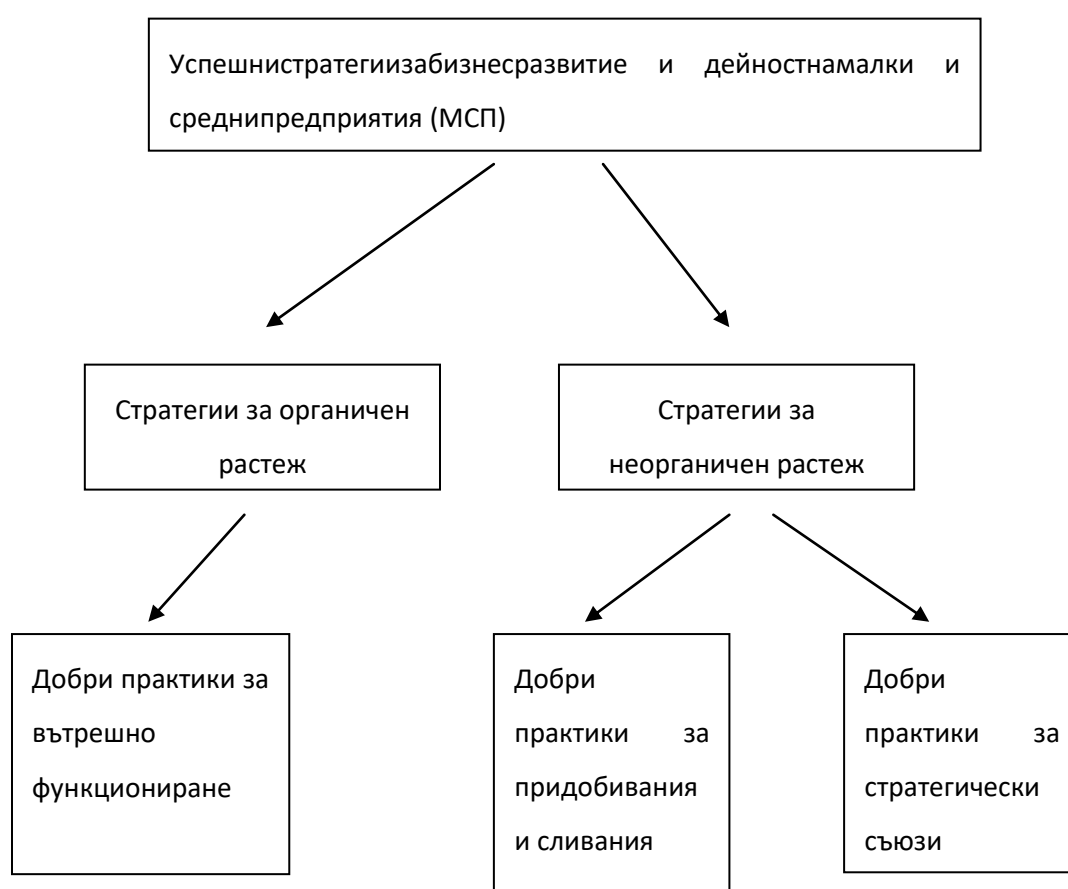 Успешнистратегиизабизнесразвитие и дейностнамалки и
среднипредприятия (МСП)
Стратегии за органичен
растеж
Стратегии за
неорганичен растеж
Добри практики за
вътрешно
функциониране
Добри
практики за
придобивания
и сливания
Добри
практики за
стратегически
съюзи